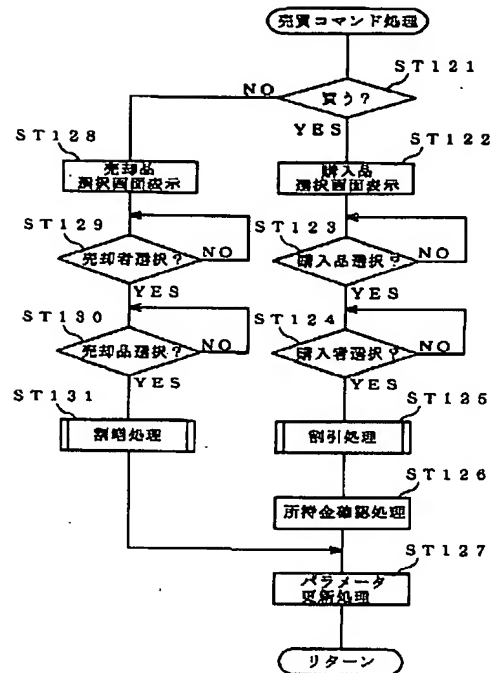 売買コマンド処理
ST121
NO
買う?
YES
ST128
ST122
売却品
選択画面表示
購入品
選択画面表示
ST129
ST123
売却者選択?
NO
購入品選択?
NO
YES
YES
ST130
ST124
売却品選択?
NO
購入者選択?
NO
YES
YES
ST131
ST125
割増処理
割引処理
ST126
所持金確認処理
ST127
パラメータ
更新処理
リターン